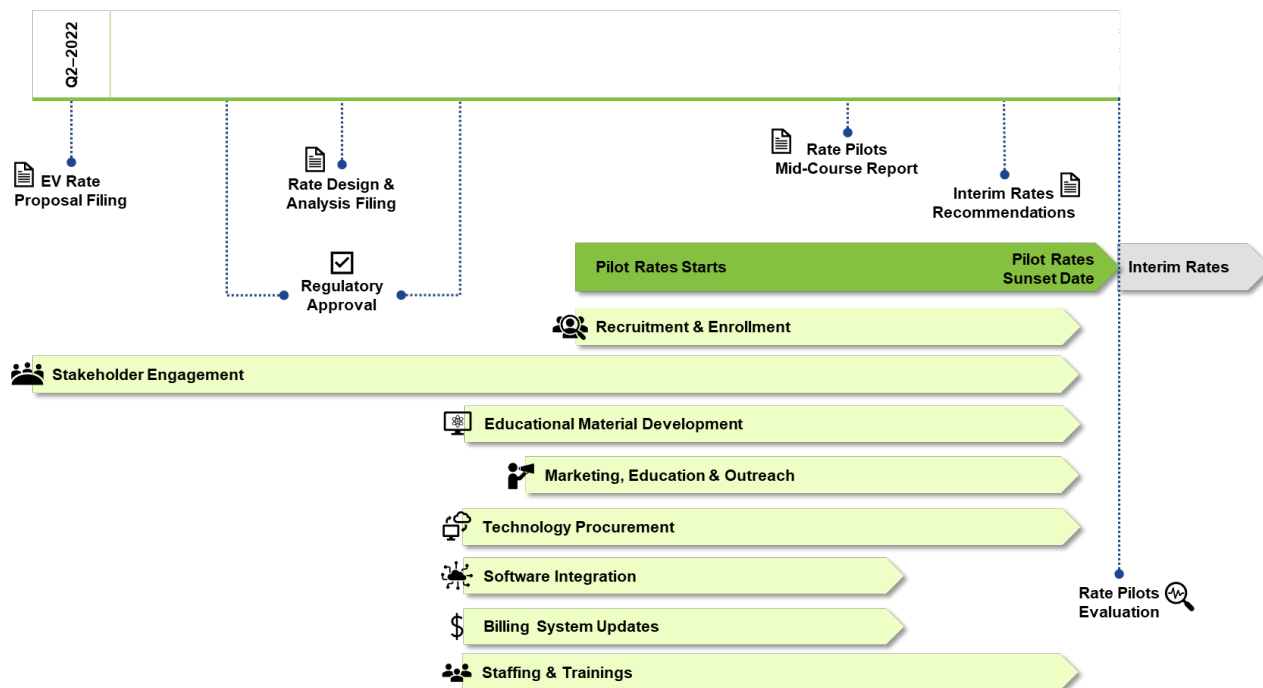 Q2–2022
EV Rate
Proposal Filing
Rate Design &
Analysis Filing
Regulatory
Approval
Rate Pilots
Mid-Course Report
Interim Rates
Recommendations
Pilot Rates Starts
Pilot Rates
Sunset Date
Interim Rates
Recruitment & Enrollment
Stakeholder Engagement
Educational Material Development
Marketing, Education & Outreach
Technology Procurement
Software Integration
Billing System Updates
Staffing & Trainings
Rate Pilots
Evaluation